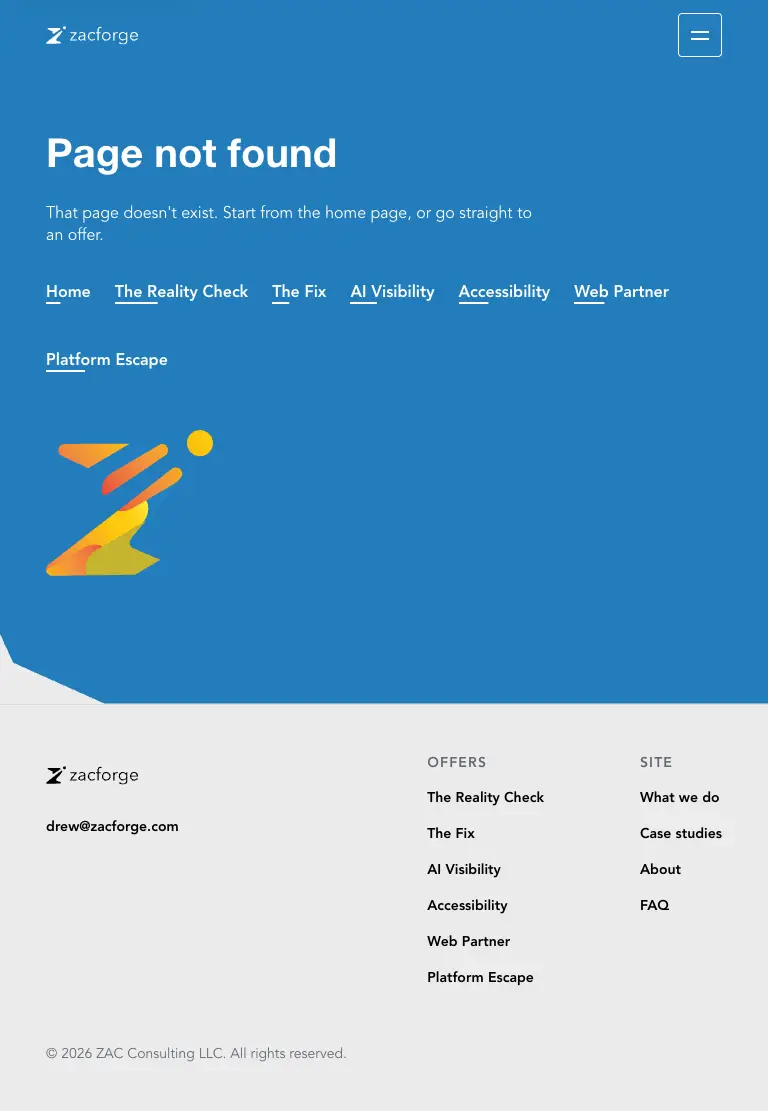 zacforge
Page not found
That page doesn't exist. Start from the home page, or go straight to
an offer.
Home The Reality Check The Fix AI Visibility Accessibility Web Partner
Platform Escape
zacforge
drew@zacforge.com
OFFERS
The Reality Check
The Fix
AI Visibility
Accessibility
Web Partner
Platform Escape
SITE
What we do
Case studies
About
FAQ
© 2026 ZAC Consulting LLC. All rights reserved.